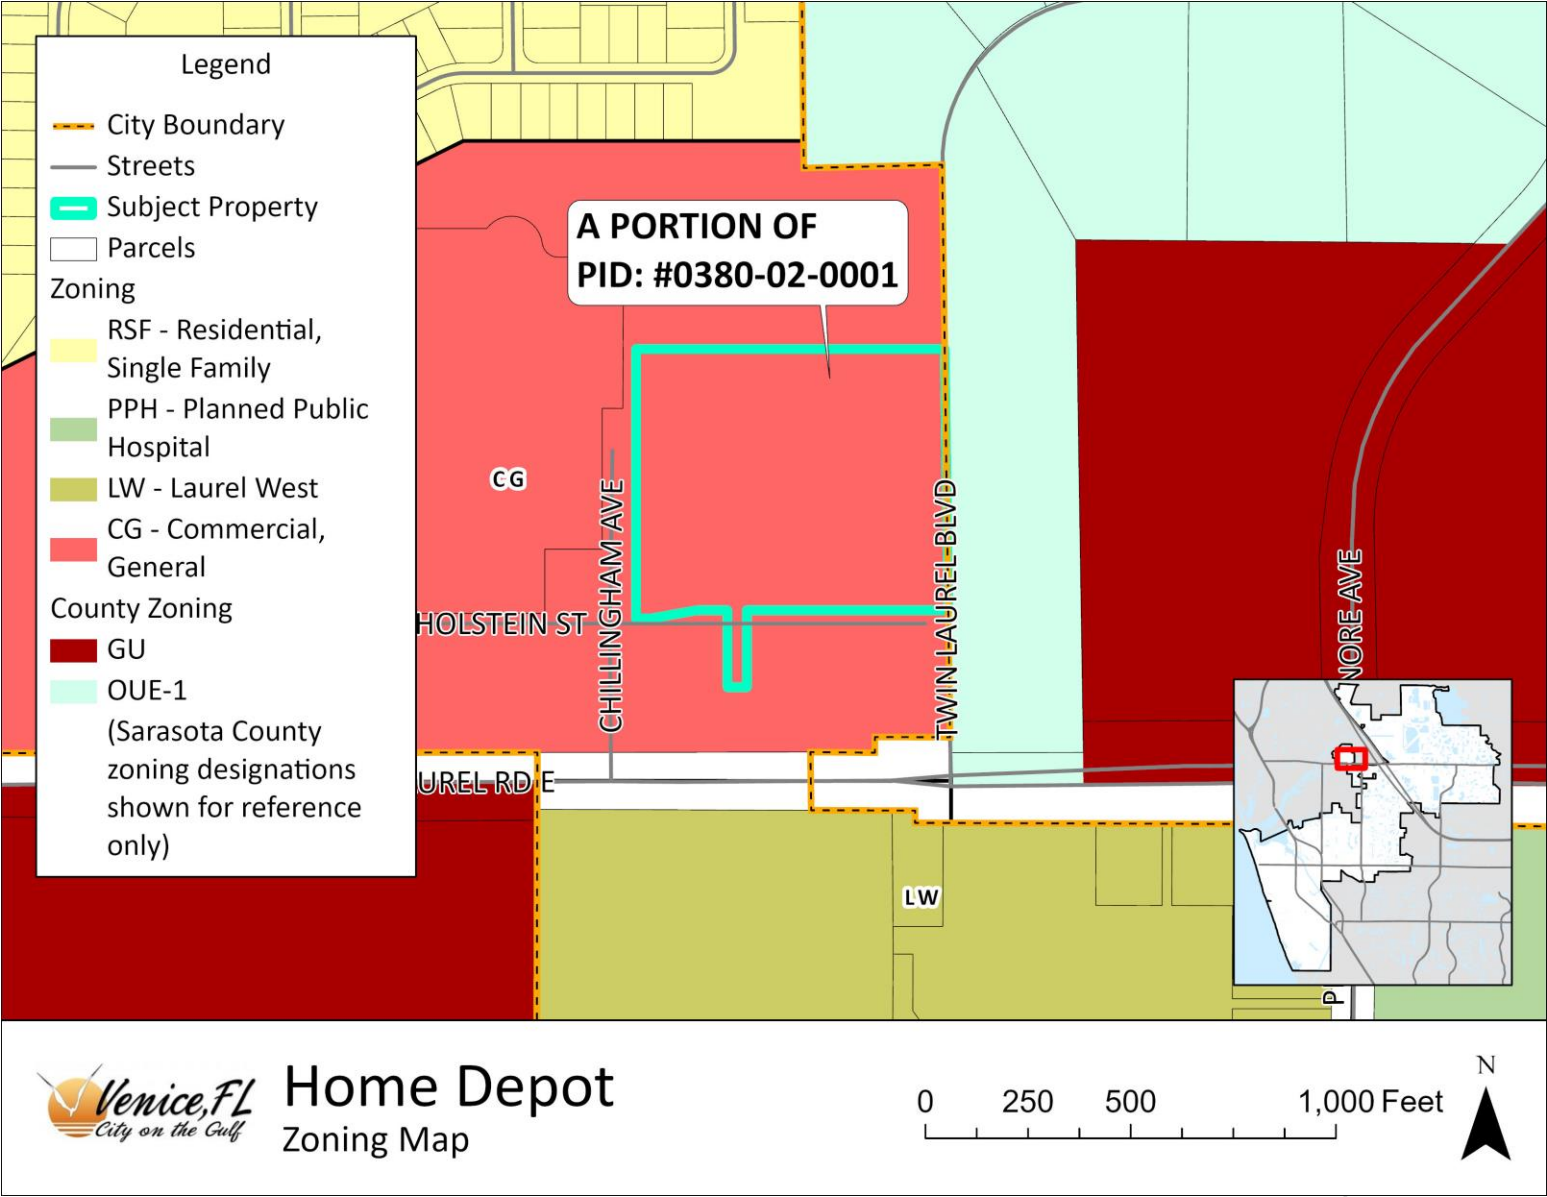 Legend
City Boundary
Streets
Subject Property
Parcels
Zoning
RSF - Residential,
Single Family
PPH - Planned Public
Hospital
LW - Laurel West
CG - Commercial,
General
County Zoning
GU
OUE-1
(Sarasota County
zoning designations
shown for reference
only)
A PORTION OF
PID: #0380-02-0001
CG
CHILLINGHAM AVE
TWIN LAUREL BLVD
HOLSTEIN ST
NORE AVE
UREL RD E
LW
P
Venice, FL
City on the Gulf
Home Depot
Zoning Map
0 250 500 1,000 Feet
N